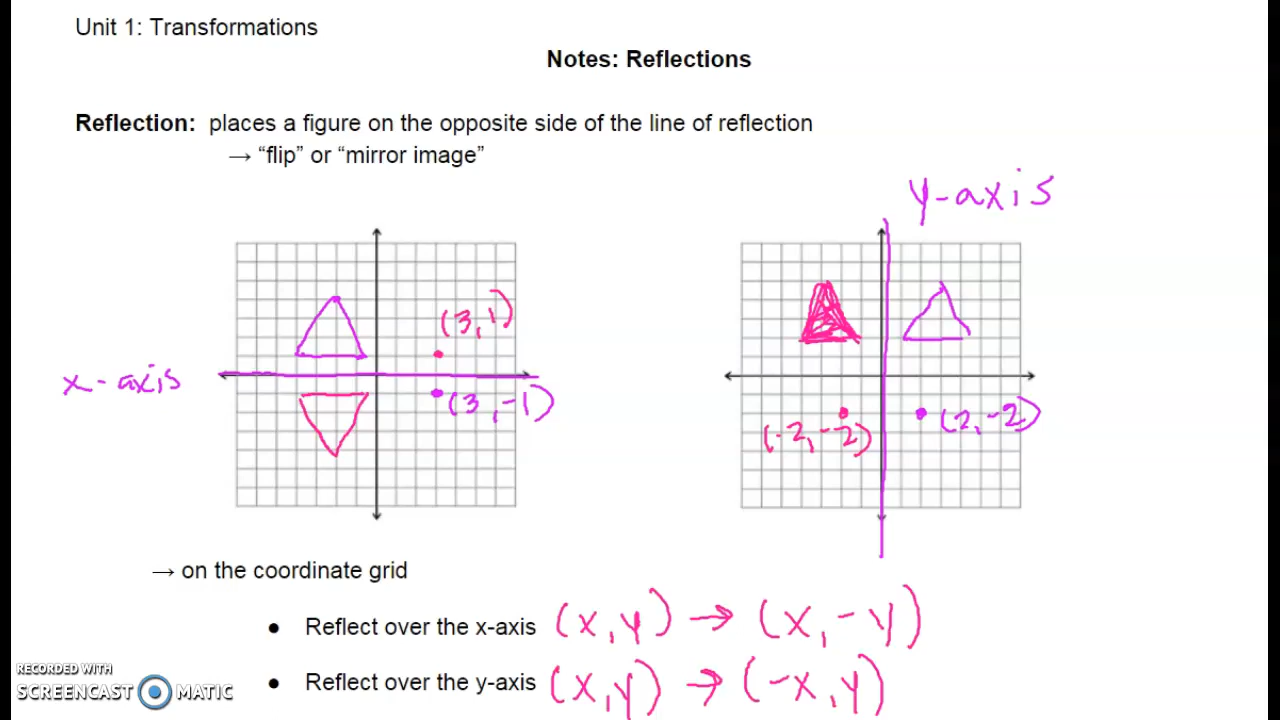 Unit 1: Transformations
Notes: Reflections
Reflection: places a figure on the opposite side of the line of reflection
→ “flip” or “mirror image”
y-axis
(3,1)
x-axis
(3,-1)
(2,-2)
(-2,-2)
→ on the coordinate grid
● Reflect over the x-axis (x,y) → (x,-y)
● Reflect over the y-axis (x,y) → (-x,y)
RECORDED WITH
SCREENCAST MATIC